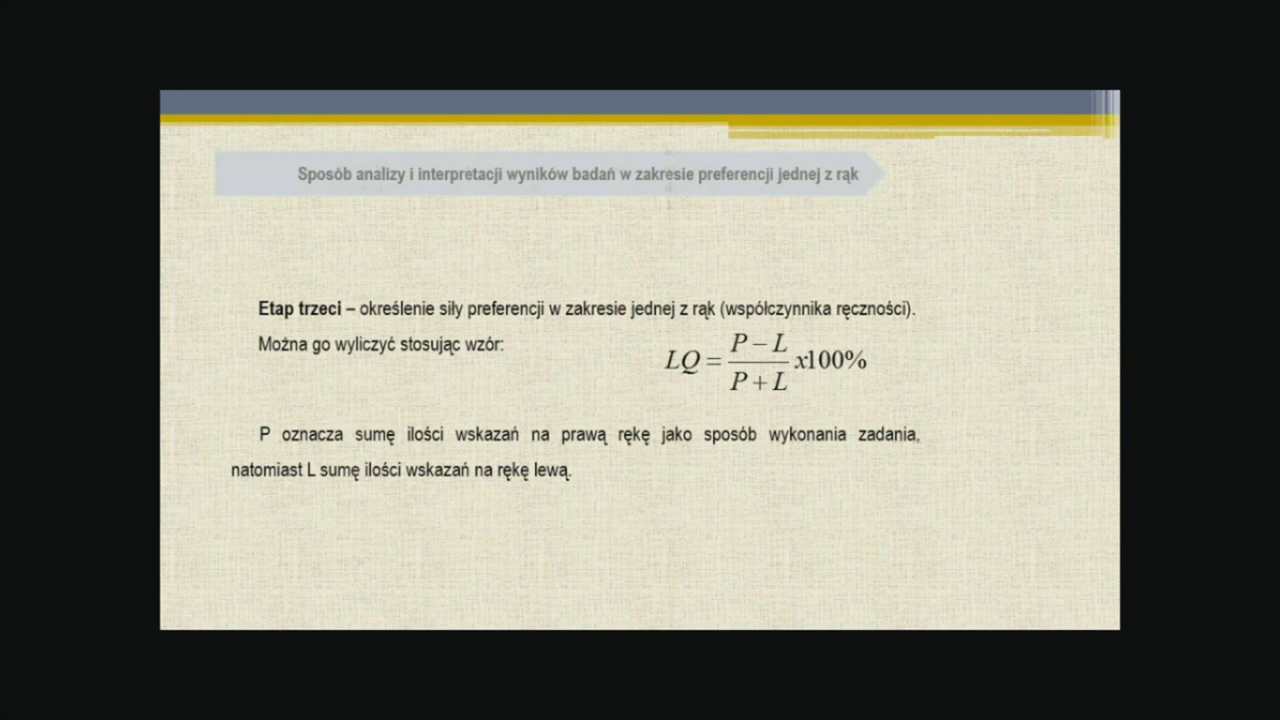 Sposób analizy i interpretacji wyników badań w zakresie preferencji jednej z rąk
Etap trzeci – określenie siły preferencji w zakresie jednej z rąk (współczynnika ręczności).
Można go wyliczyć stosując wzór:
LQ = \frac{P - L}{P + L} x100%
P oznacza sumę ilości wskazań na prawą rękę jako sposób wykonania zadania,
natomiast L sumę ilości wskazań na rękę lewą.